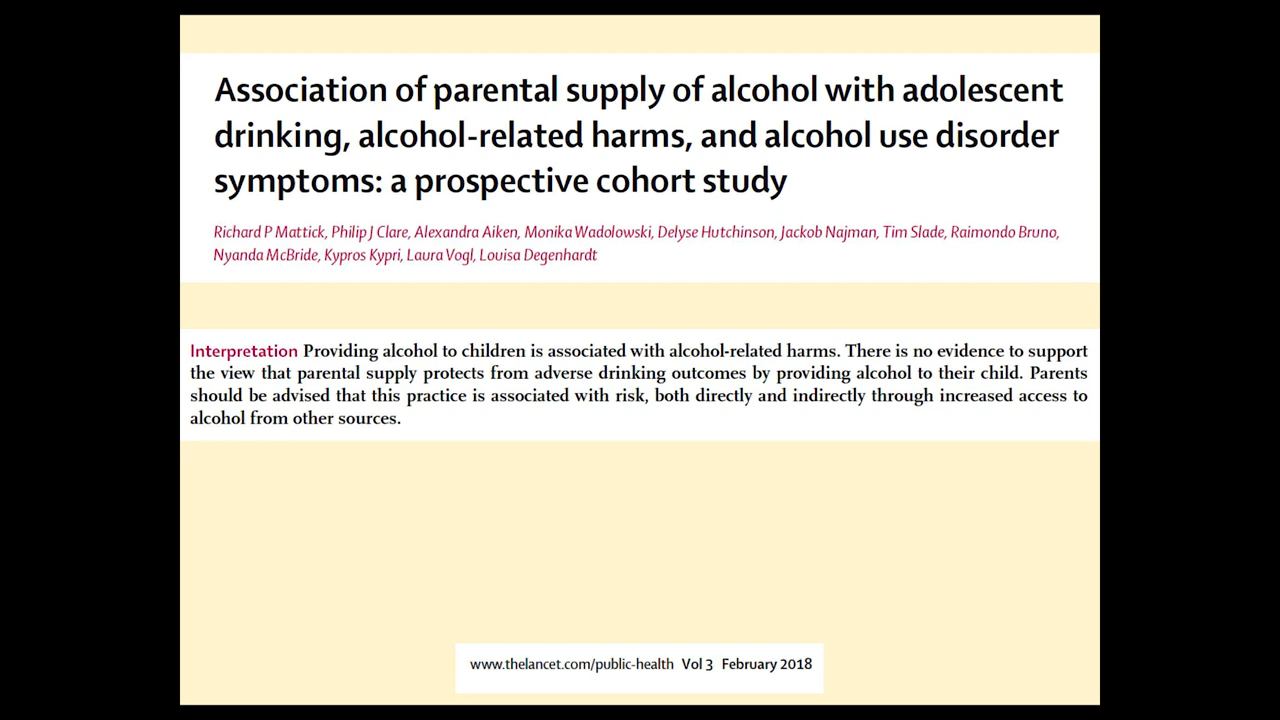 Association of parental supply of alcohol with adolescent
drinking, alcohol-related harms, and alcohol use disorder
symptoms: a prospective cohort study
Richard P Mattick, Philip J Clare, Alexandra Aiken, Monika Wadolowski, Delyse Hutchinson, Jackob Najman, Tim Slade, Raimondo Bruno,
Nyanda McBride, Kypros Kypri, Laura Vogl, Louisa Degenhardt
Interpretation Providing alcohol to children is associated with alcohol-related harms. There is no evidence to support
the view that parental supply protects from adverse drinking outcomes by providing alcohol to their child. Parents
should be advised that this practice is associated with risk, both directly and indirectly through increased access to
alcohol from other sources.
www.thelancet.com/public-health Vol 3 February 2018